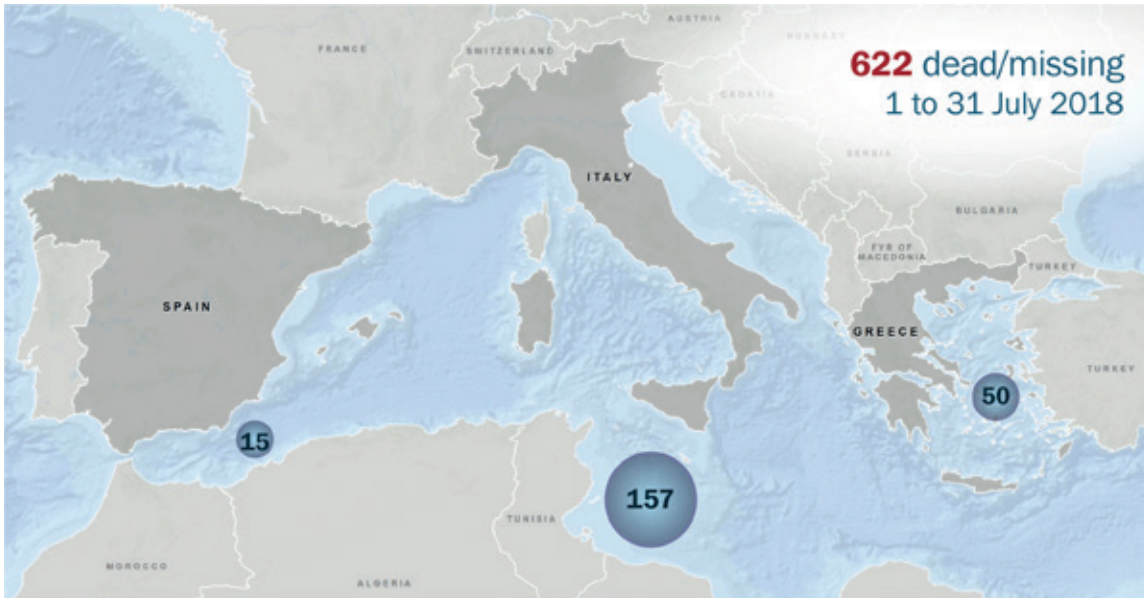 AUSTRIA
HUNGARY
FRANCE
SWITZERLAND
622 dead/missing
1 to 31 July 2018
CROATIA
SERBIA
ITALY
BULGARIA
FYR OF
MACEDONIA
TURKEY
SPAIN
GREECE
TURKEY
50
15
157
TUNISIA
MOROCCO
ALGERIA